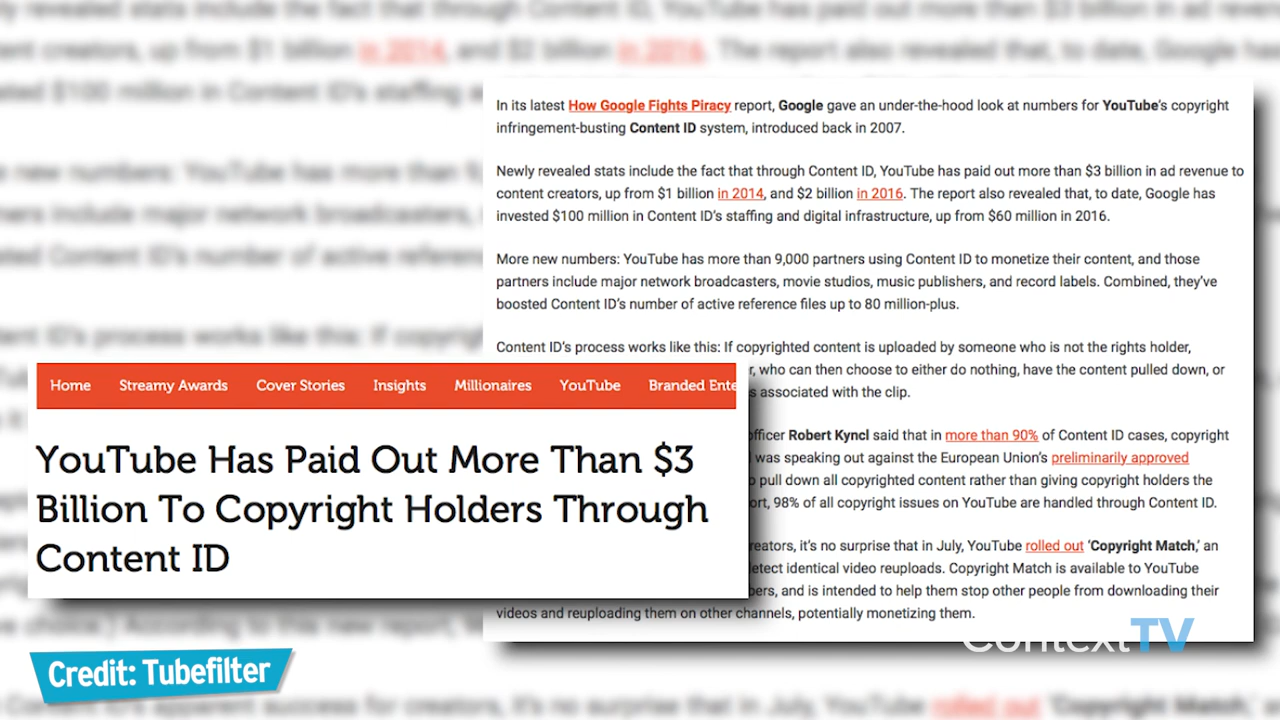 In its latest How Google Fights Piracy report, Google gave an under-the-hood look at numbers for YouTube's copyright
infringement-busting Content ID system, introduced back in 2007.
Newly revealed stats include the fact that through Content ID, YouTube has paid out more than $3 billion in ad revenue to
content creators, up from $1 billion in 2014, and $2 billion in 2016. The report also revealed that, to date, Google has
invested $100 million in Content ID's staffing and digital infrastructure, up from $60 million in 2016.
More new numbers: YouTube has more than 9,000 partners using Content ID to monetize their content, and those
partners include major network broadcasters, movie studios, music publishers, and record labels. Combined, they've
boosted Content ID's number of active reference files up to 80 million-plus.
Content ID's process works like this: If copyrighted content is uploaded by someone who is not the rights holder,
, who can then choose to either do nothing, have the content pulled down, or
associated with the clip.
officer Robert Kyncl said that in more than 90% of Content ID cases, copyright
was speaking out against the European Union's preliminarily approved
pull down all copyrighted content rather than giving copyright holders the
98% of all copyright issues on YouTube are handled through Content ID.
creators, it's no surprise that in July, YouTube rolled out 'Copyright Match,' an
detect identical video reuploads. Copyright Match is available to YouTube
and is intended to help them stop other people from downloading their
videos and reuploading them on other channels, potentially monetizing them.
Home Streamy Awards Cover Stories Insights Millionaires YouTube Branded Ente
YouTube Has Paid Out More Than $3
Billion To Copyright Holders Through
Content ID
ContextTV
Credit: Tubefilter